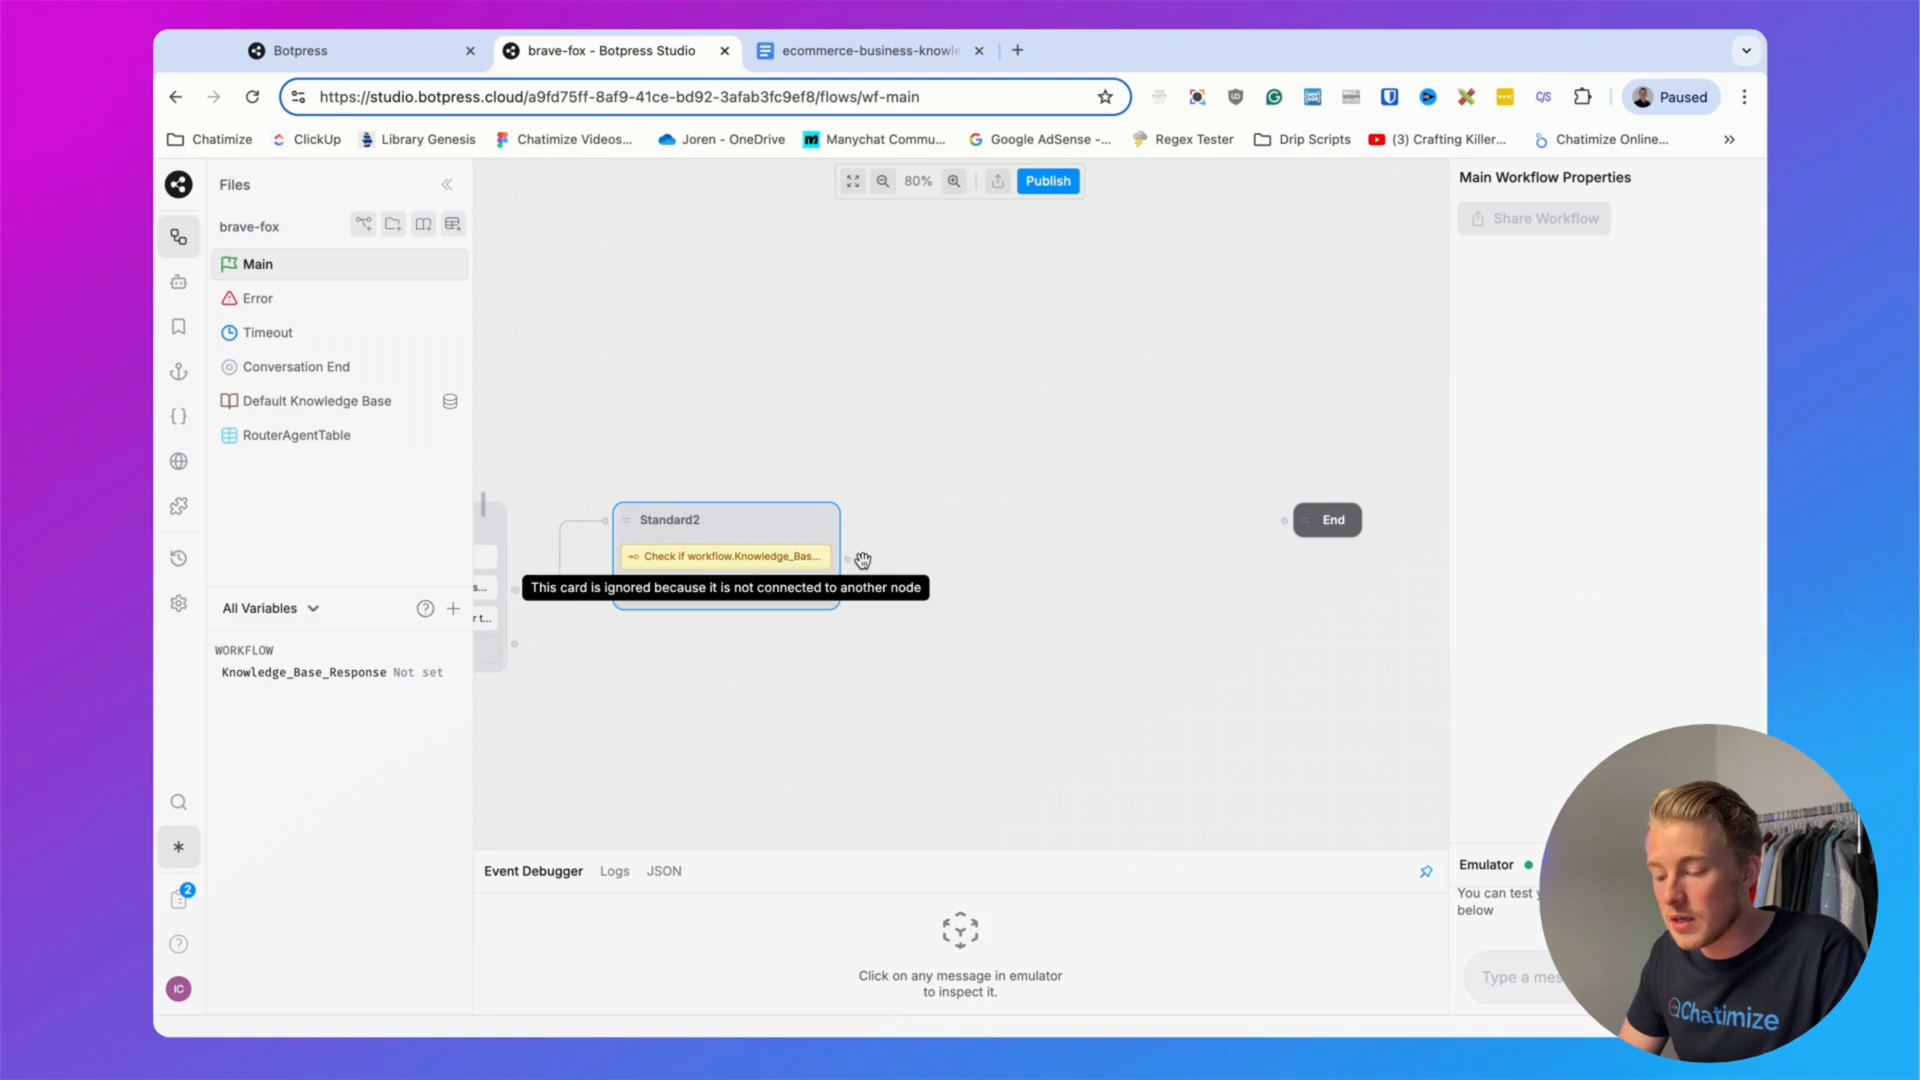 Botpress
brave-fox - Botpress Studio
ecommerce-business-knowle
https://studio.botpress.cloud/a9fd75ff-8af9-41ce-bd92-3afab3fc9ef8/flows/wf-main
Paused
Chatimize
ClickUp
Library Genesis
Chatimize Videos...
Joren - OneDrive
Manychat Commu...
Google AdSense -...
Regex Tester
Drip Scripts
(3) Crafting Killer...
Chatimize Online...
Files
80%
Publish
Main Workflow Properties
Share Workflow
brave-fox
Main
Error
Timeout
Conversation End
Default Knowledge Base
RouterAgentTable
Standard2
Check if workflow.Knowledge_Bas...
This card is ignored because it is not connected to another node
s...
r t...
End
All Variables
WORKFLOW
Knowledge_Base_Response Not set
Event Debugger
Logs
JSON
Click on any message in emulator
to inspect it.
Emulator
You can test
below
Type a mes
2
IC
Chatimize